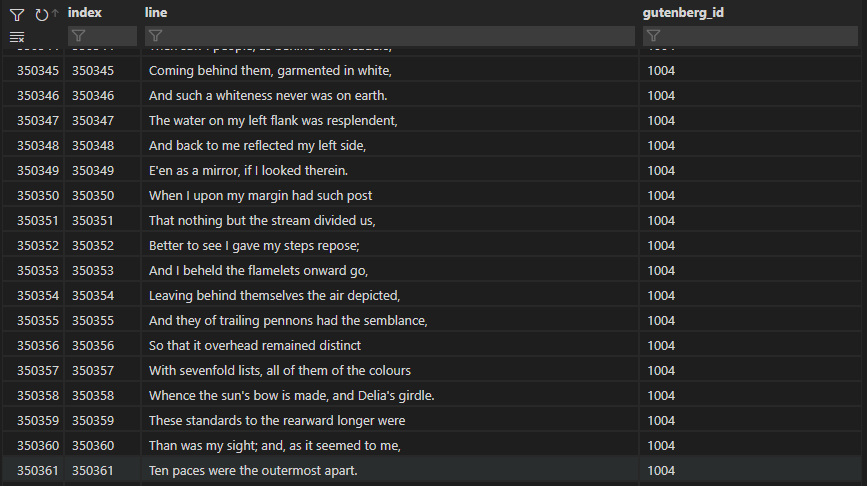 index line gutenberg_id
350345 350345 Coming behind them, garmented in white, 1004
350346 350346 And such a whiteness never was on earth. 1004
350347 350347 The water on my left flank was resplendent, 1004
350348 350348 And back to me reflected my left side, 1004
350349 350349 E'en as a mirror, if I looked therein. 1004
350350 350350 When I upon my margin had such post 1004
350351 350351 That nothing but the stream divided us, 1004
350352 350352 Better to see I gave my steps repose; 1004
350353 350353 And I beheld the flamelets onward go, 1004
350354 350354 Leaving behind themselves the air depicted, 1004
350355 350355 And they of trailing pennons had the semblance, 1004
350356 350356 So that it overhead remained distinct 1004
350357 350357 With sevenfold lists, all of them of the colours 1004
350358 350358 Whence the sun's bow is made, and Delia's girdle. 1004
350359 350359 These standards to the rearward longer were 1004
350360 350360 Than was my sight; and, as it seemed to me, 1004
350361 350361 Ten paces were the outermost apart. 1004